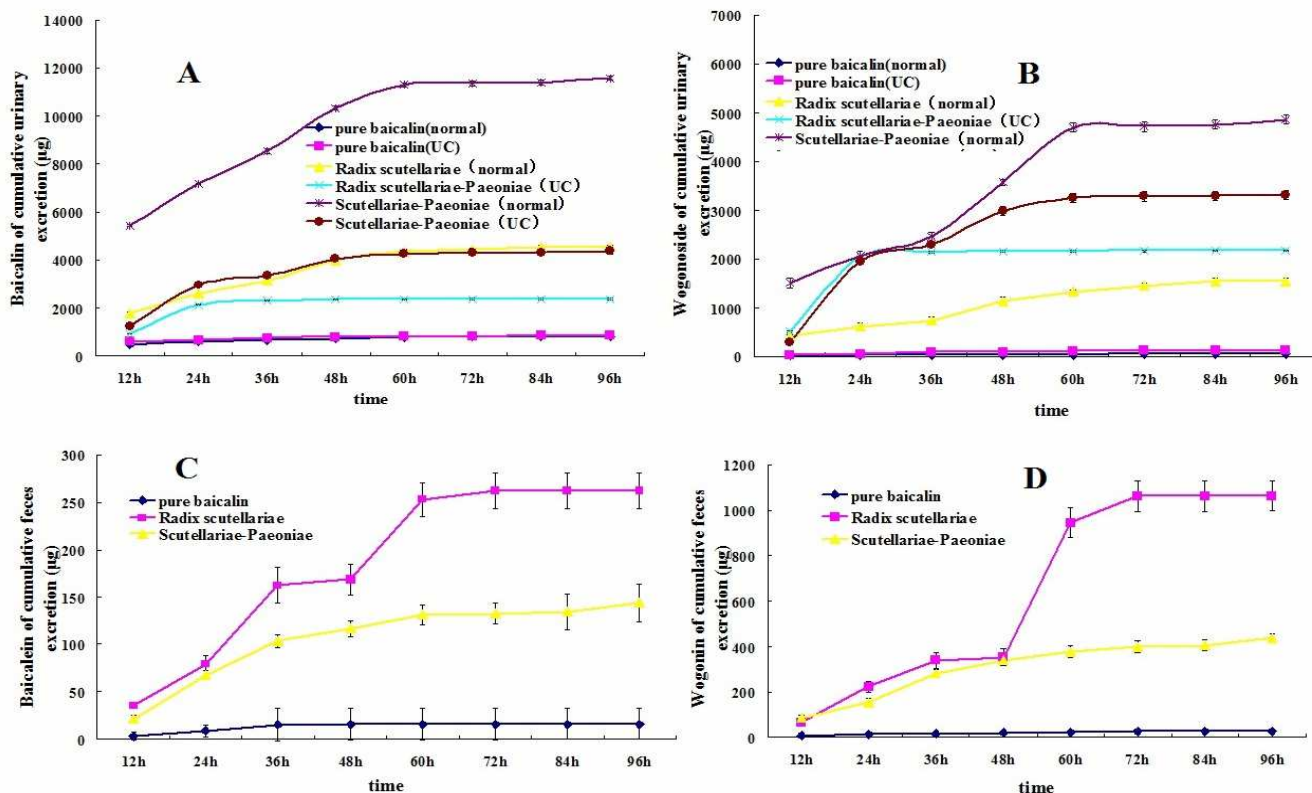 A
Baicalin of cumulative urinary
excretion (µg)
14000
12000
10000
8000
6000
4000
2000
0
pure baicalin(normal)
pure baicalin(UC)
Radix scutellariae（normal）
Radix scutellariae-Paeoniae（UC）
Scutellariae-Paeoniae（normal）
Scutellariae-Paeoniae（UC）
12h 24h 36h 48h 60h 72h 84h 96h
time
B
Wogonoside of cumulative urinary
excretion (µg)
7000
6000
5000
4000
3000
2000
1000
0
pure baicalin(normal)
pure baicalin(UC)
Radix scutellariae（normal）
Radix scutellariae-Paeoniae（UC）
Scutellariae-Paeoniae（normal）
12h 24h 36h 48h 60h 72h 84h 96h
time
C
Baicalein of cumulative feces
excretion (µg)
300
250
200
150
100
50
0
pure baicalin
Radix scutellariae
Scutellariae-Paeoniae
12h 24h 36h 48h 60h 72h 84h 96h
time
D
Wogonin of cumulative feces
excretion (µg)
1200
1000
800
600
400
200
0
pure baicalin
Radix scutellariae
Scutellariae-Paeoniae
12h 24h 36h 48h 60h 72h 84h 96h
time